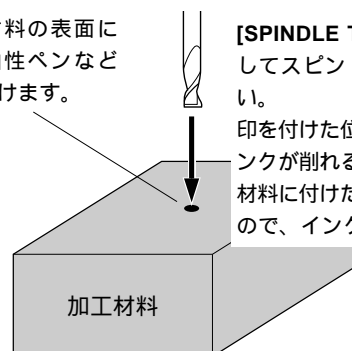 料の表面に
性ペンなど
けます。
[SPINDLE
してスピン
い。
印を付けた位
ンクが削れる
材料に付けた
ので、インク
加工材料